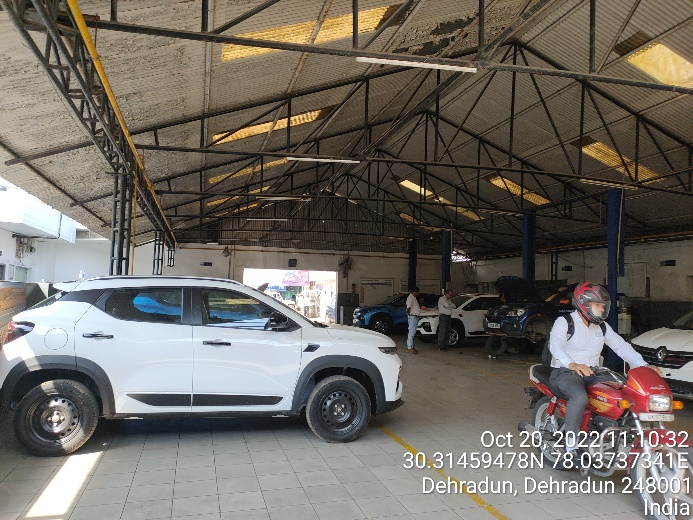 Oct 20, 2022 11:10:32
30.31459478N 78.03737341E
Dehradun, Dehradun 248001
India